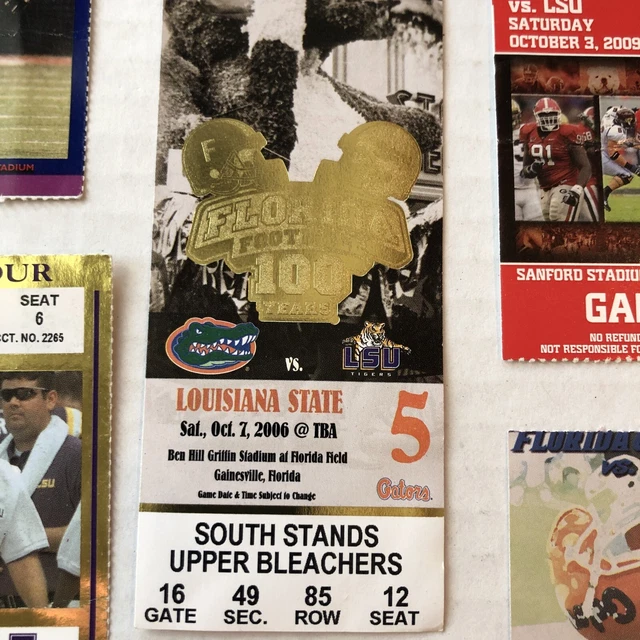 STADIUM
OUR
SEAT
6
CCT. NO. 2265
LSU
F
FLORIDA
FOOTBALL
100
YEARS
vs.
LSU
TIGERS
LOUISIANA STATE
5
Sat., Oct. 7, 2006 @ TBA
Ben Hill Griffin Stadium at Florida Field
Gainesville, Florida
Game Date & Time Subject to Change
Gators
SOUTH STANDS
UPPER BLEACHERS
16 49 85 12
GATE SEC. ROW SEAT
vs. LSU
SATURDAY
OCTOBER 3, 2009
91
SANFORD STADIU
GA
NO REFUN
NOT RESPONSIBLE FO
FLORIDA
VS